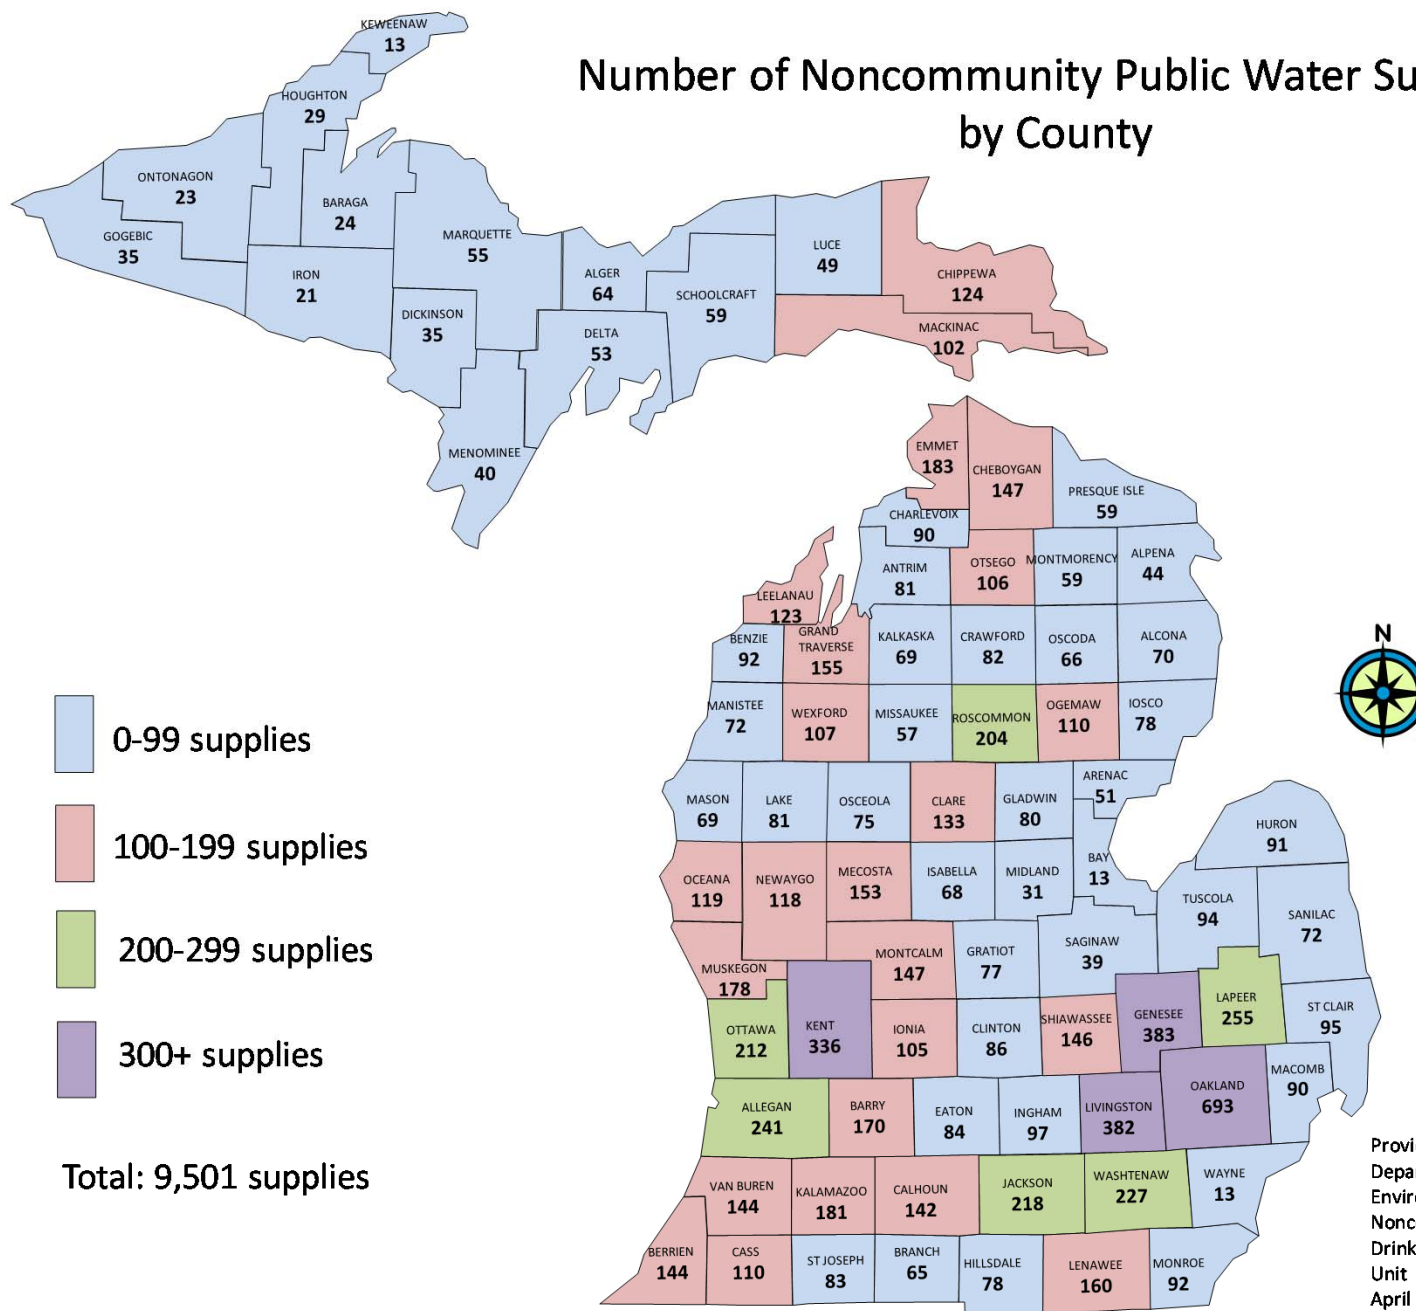 Number of Noncommunity Public Water Su
by County
KEWEENAW
13
HOUGHTON
29
ONTONAGON
23
BARAGA
24
GOGEBIC
35
MARQUETTE
55
IRON
21
ALGER
64
LUCE
49
CHIPPEWA
124
SCHOOLCRAFT
59
DICKINSON
35
DELTA
53
MACKINAC
102
MENOMINEE
40
EMMET
183
CHEBOYGAN
147
PRESQUE ISLE
59
CHARLEVOIX
90
ANTRIM
81
OTSEGO
106
MONTMORENCY
59
ALPENA
44
LEELANAU
123
BENZIE
92
GRAND
TRAVERSE
155
KALKASKA
69
CRAWFORD
82
OSCODA
66
ALCONA
70
N
MANISTEE
72
WEXFORD
107
MISSAUKEE
57
ROSCOMMON
204
OGEMAW
110
IOSCO
78
0-99 supplies
100-199 supplies
200-299 supplies
300+ supplies
Total: 9,501 supplies
MASON
69
LAKE
81
OSCEOLA
75
CLARE
133
GLADWIN
80
ARENAC
51
HURON
91
OCEANA
119
NEWAYGO
118
MECOSTA
153
ISABELLA
68
MIDLAND
31
BAY
13
TUSCOLA
94
SANILAC
72
MUSKEGON
178
MONTCALM
147
GRATIOT
77
SAGINAW
39
OTTAWA
212
KENT
336
IONIA
105
CLINTON
86
SHIAWASSEE
146
GENESEE
383
LAPEER
255
ST CLAIR
95
ALLEGAN
241
BARRY
170
EATON
84
INGHAM
97
LIVINGSTON
382
OAKLAND
693
MACOMB
90
VAN BUREN
144
KALAMAZOO
181
CALHOUN
142
JACKSON
218
WASHTENAW
227
WAYNE
13
BERRIEN
144
CASS
110
ST JOSEPH
83
BRANCH
65
HILLSDALE
78
LENAWEE
160
MONROE
92
Provi
Depa
Enviro
Nonc
Drink
Unit
April